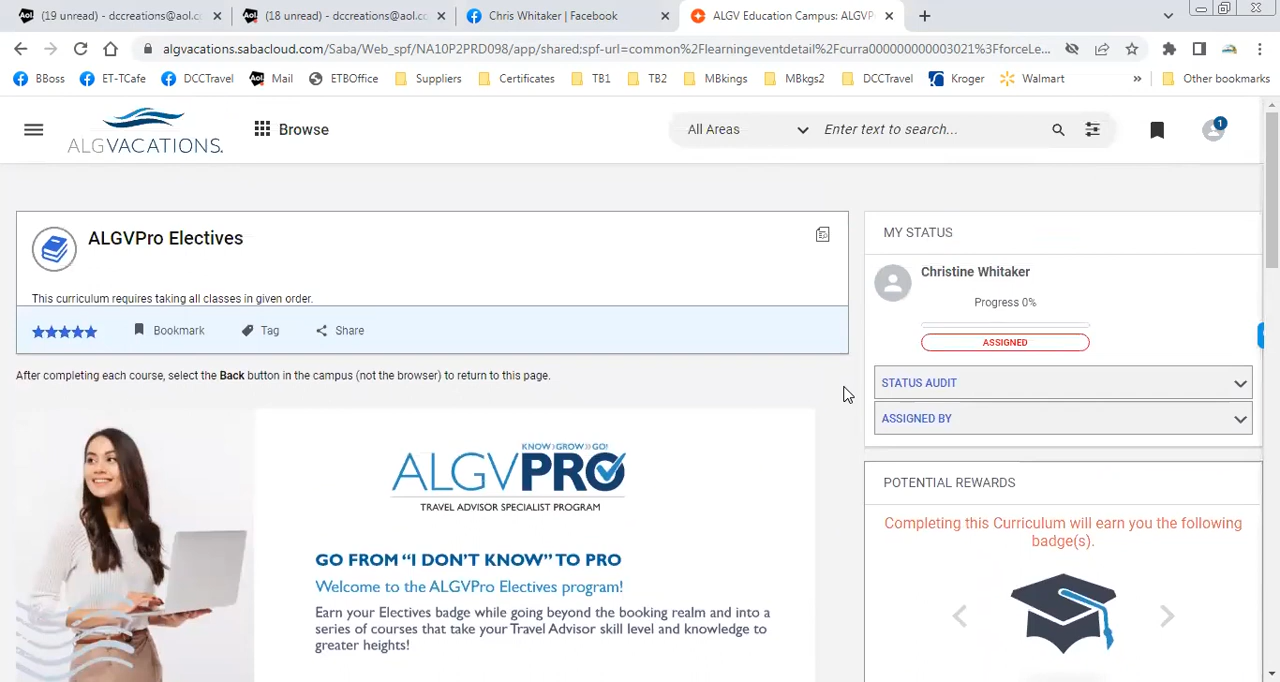 (19 unread) - dccreations@aol.c
(18 unread) - dccreations@aol.cc
Chris Whitaker | Facebook
ALGV Education Campus: ALGVP
algvacations.sabacloud.com/Saba/Web_spf/NA10P2PRD098/app/shared;spf-url=common%2Flearningeventdetail%2Fcurra000000000003021%3FforceLe...
BBoss
ET-TCafe
DCCTravel
Aol.
Mail
ETBOffice
Suppliers
Certificates
TB1
TB2
MBkings
MBkgs2
DCCTravel
Kroger
Walmart
»
Other bookmarks
ALGVACATIONS.
Browse
All Areas
Enter text to search...
1
ALGVPro Electives
This curriculum requires taking all classes in given order.
Bookmark
Tag
Share
After completing each course, select the Back button in the campus (not the browser) to return to this page.
MY STATUS
Christine Whitaker
Progress 0%
ASSIGNED
STATUS AUDIT
ASSIGNED BY
KNOW>GROW>GO!
ALGVPRO
TRAVEL ADVISOR SPECIALIST PROGRAM
GO FROM “I DON’T KNOW” TO PRO
Welcome to the ALGVPro Electives program!
Earn your Electives badge while going beyond the booking realm and into a
series of courses that take your Travel Advisor skill level and knowledge to
greater heights!
POTENTIAL REWARDS
Completing this Curriculum will earn you the following
badge(s).